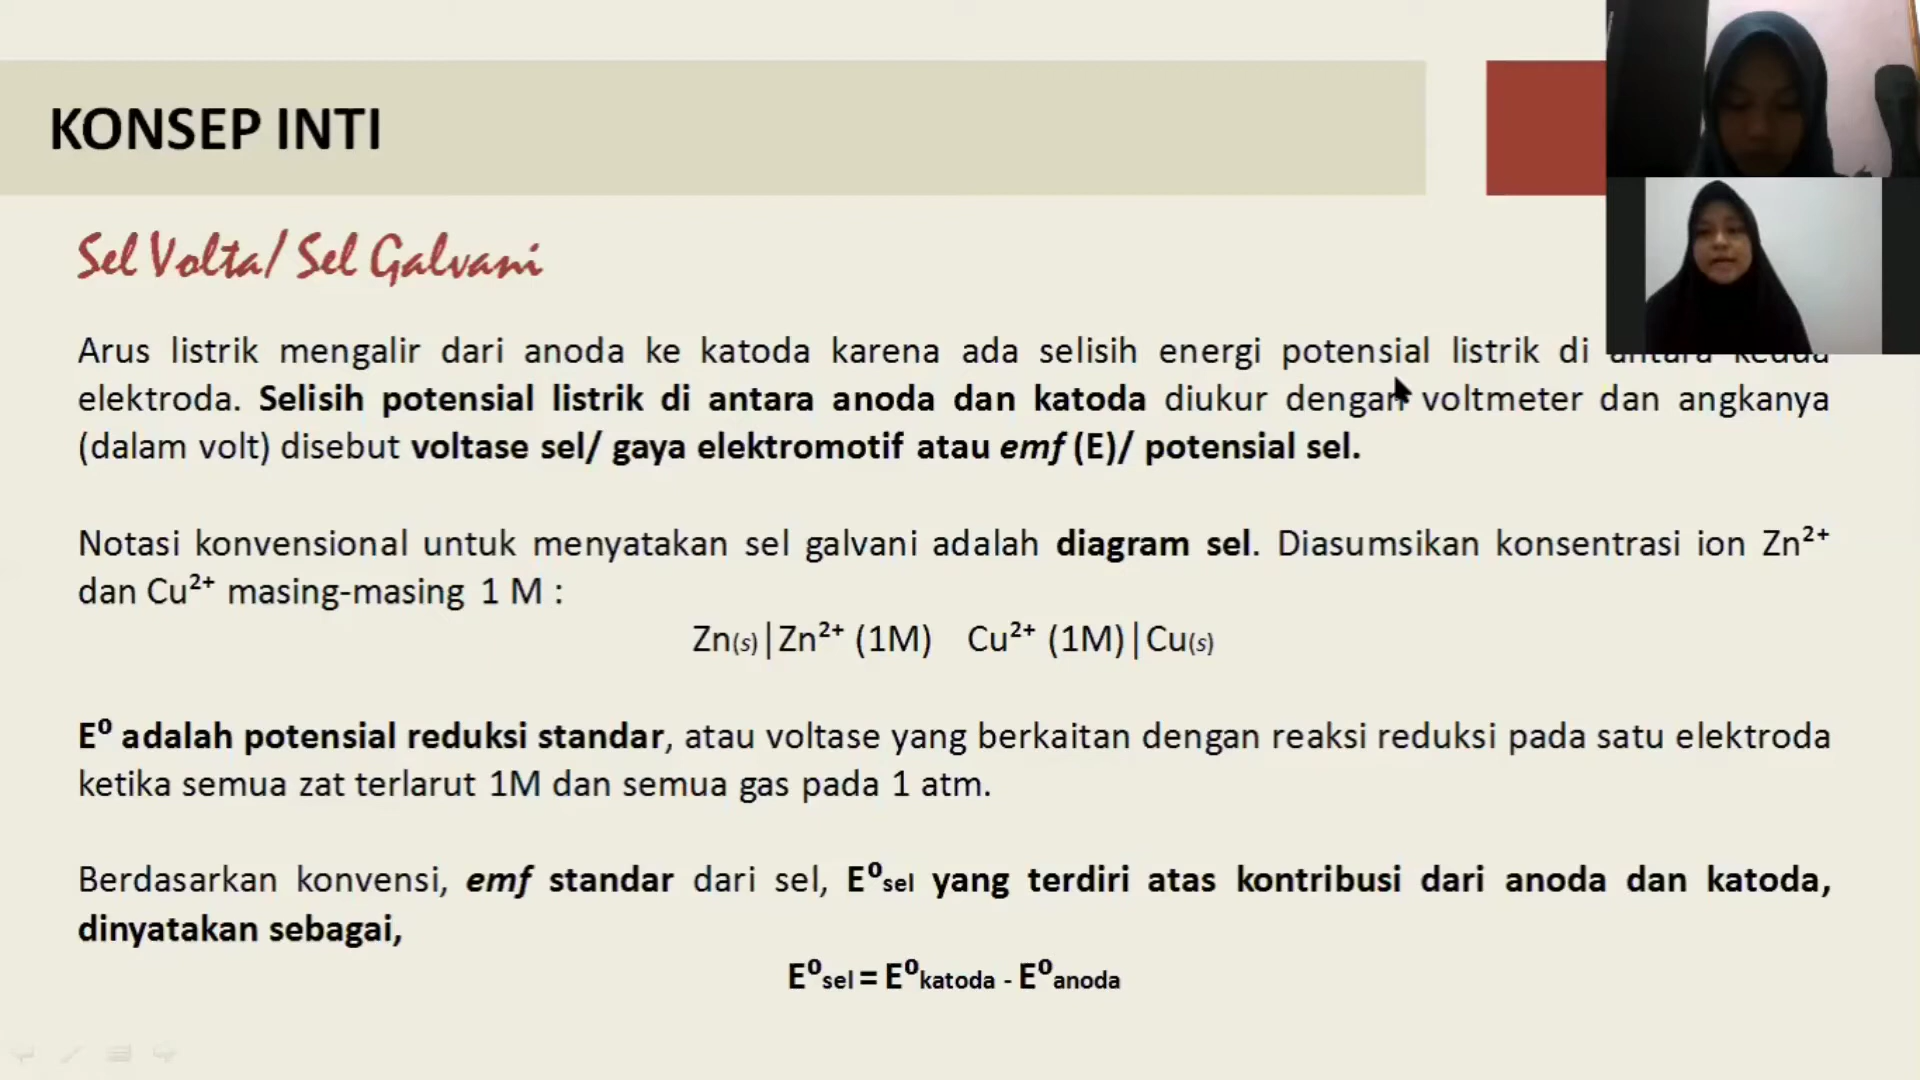 KONSEP INTI
Sel Volta/ Sel Galvani
Arus listrik mengalir dari anoda ke katoda karena ada selisih energi potensial listrik di antara kedua
elektroda. Selisih potensial listrik di antara anoda dan katoda diukur dengan voltmeter dan angkanya
(dalam volt) disebut voltase sel/ gaya elektromotif atau emf (E)/ potensial sel.
Notasi konvensional untuk menyatakan sel galvani adalah diagram sel. Diasumsikan konsentrasi ion Zn²⁺
dan Cu²⁺ masing-masing 1 M :
Zn(s)|Zn²⁺ (1M) Cu²⁺ (1M)|Cu(s)
E⁰ adalah potensial reduksi standar, atau voltase yang berkaitan dengan reaksi reduksi pada satu elektroda
ketika semua zat terlarut 1M dan semua gas pada 1 atm.
Berdasarkan konvensi, emf standar dari sel, E⁰sel yang terdiri atas kontribusi dari anoda dan katoda,
dinyatakan sebagai,
E⁰sel = E⁰katoda - E⁰anoda